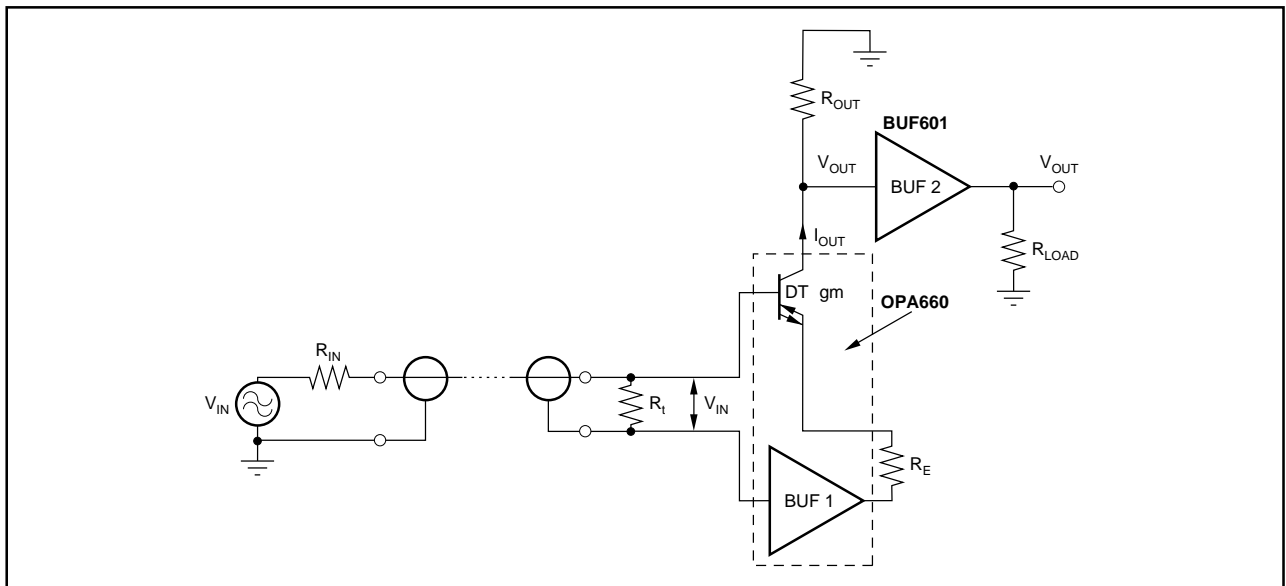 R_OUT
BUF601
V_OUT
BUF 2
V_OUT
I_OUT
R_LOAD
DT gm
OPA660
R_IN
V_IN
R_t
V_IN
R_E
BUF 1